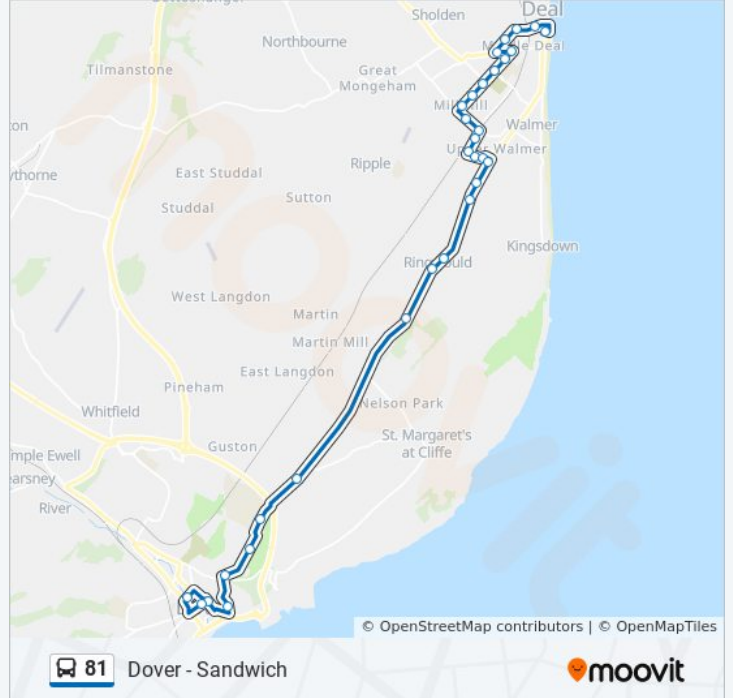 Betteshanger
Deal
Sholden
Northbourne
Middle Deal
Tilmanstone
Great
Mongeham
Mill Hill
on
Walmer
Upper Walmer
Ripple
ythorne
East Studdal
Sutton
Studdal
Kingsdown
Ringwould
West Langdon
Martin
Martin Mill
East Langdon
Pineham
Nelson Park
Whitfield
St. Margaret's
at Cliffe
Guston
mple Ewell
earsney
River
© OpenStreetMap contributors | © OpenMapTiles
81 Dover - Sandwich
moovit